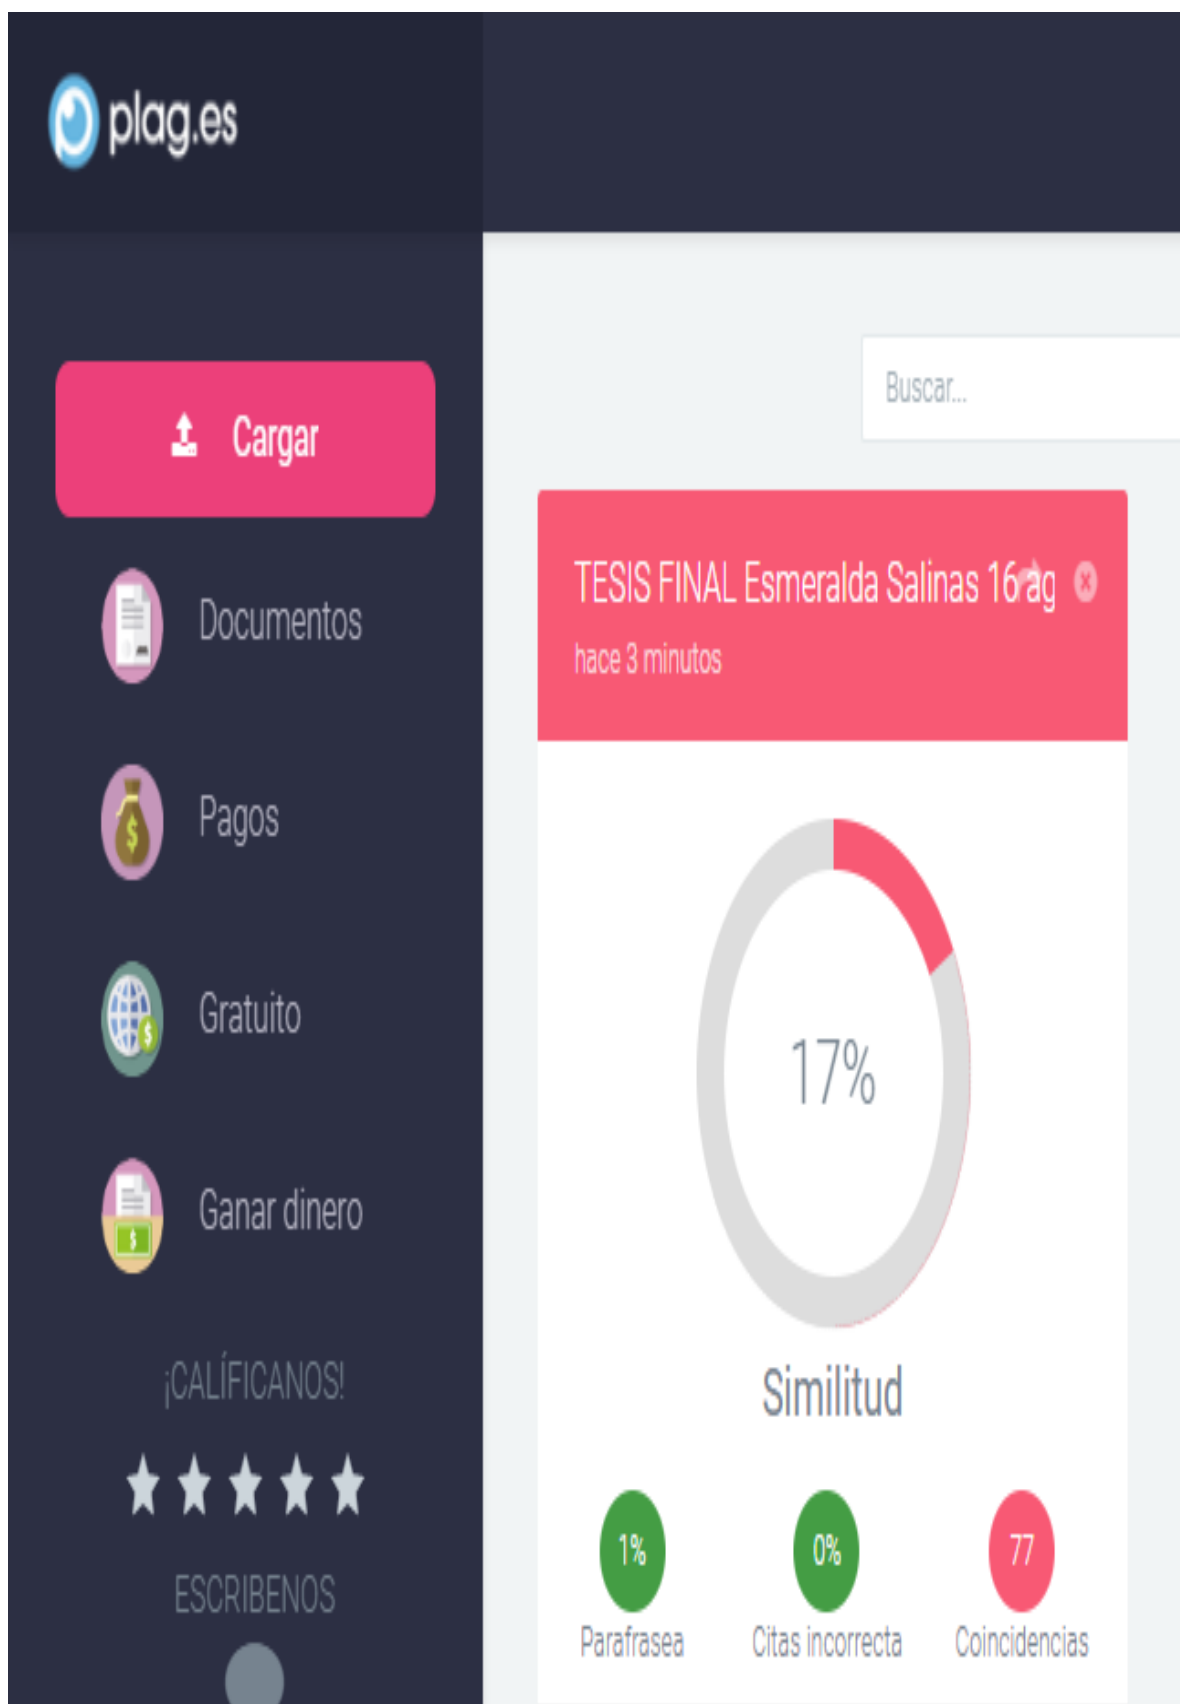 plag.es
Cargar
Documentos
Pagos
Gratuito
Ganar dinero
¡CALÍFICANOS!
ESCRIBENOS
Buscar...
TESIS FINAL Esmeralda Salinas 16 ag
hace 3 minutos
17%
Similitud
1%
Parafrasea
0%
Citas incorrecta
77
Coincidencias